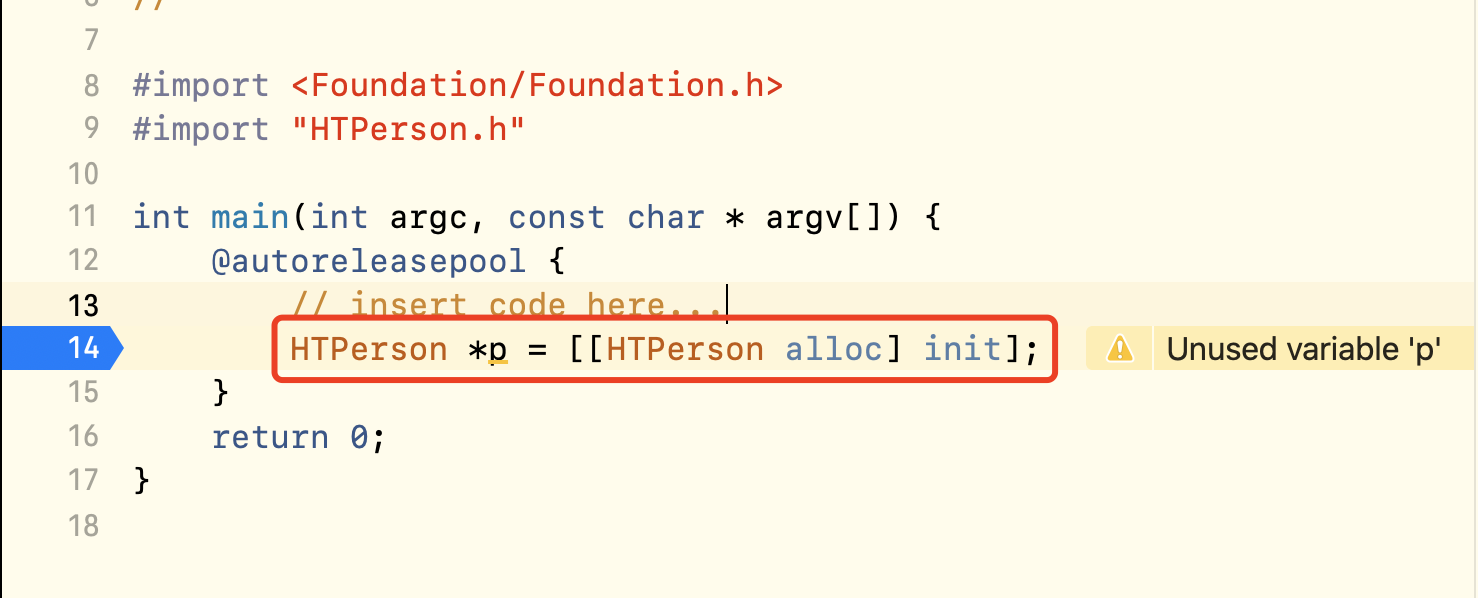 //
7
8 #import <Foundation/Foundation.h>
9 #import "HTPerson.h"
10
11 int main(int argc, const char * argv[]) {
12     @autoreleasepool {
13         // insert code here...
14         HTPerson *p = [[HTPerson alloc] init]; Unused variable 'p'
15     }
16     return 0;
17 }
18